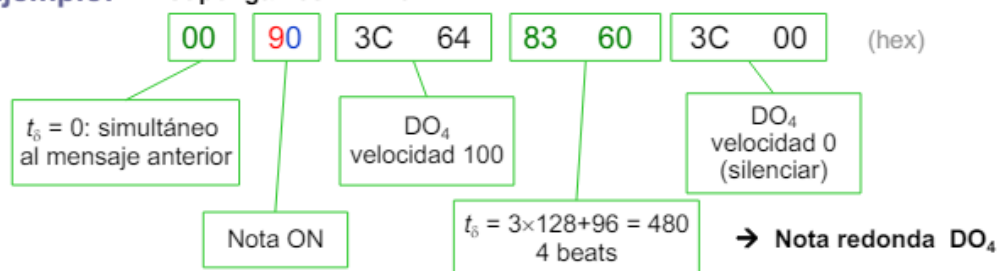 00 90 3C 64 83 60 3C 00 (hex)
t₈ = 0: simultáneo
al mensaje anterior
DO₄
velocidad 100
DO₄
velocidad 0
(silenciar)
Nota ON
tδ = 3×128+96 = 480
4 beats
→ Nota redonda DO₄